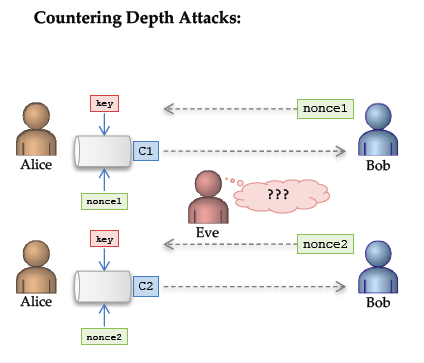 Countering Depth Attacks:
key
nonce1
C1
Alice
Bob
nonce1
???
Eve
key
nonce2
C2
Alice
Bob
nonce2